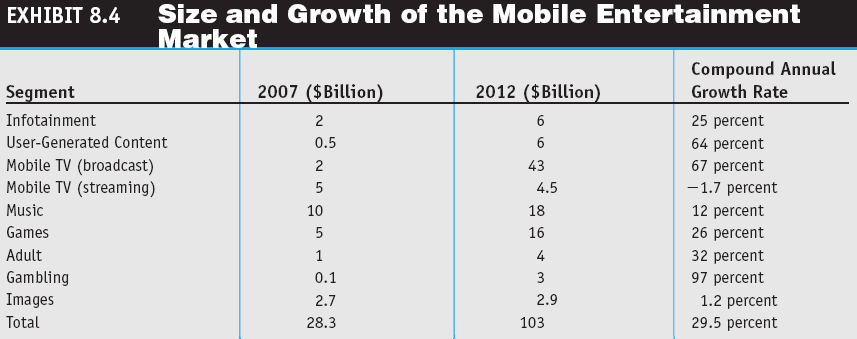 EXHIBIT 8.4 Size and Growth of the Mobile Entertainment
Market
Compound Annual
Segment 2007 ($Billion) 2012 ($Billion) Growth Rate
Infotainment 2 6 25 percent
User-Generated Content 0.5 6 64 percent
Mobile TV (broadcast) 2 43 67 percent
Mobile TV (streaming) 5 4.5 −1.7 percent
Music 10 18 12 percent
Games 5 16 26 percent
Adult 1 4 32 percent
Gambling 0.1 3 97 percent
Images 2.7 2.9 1.2 percent
Total 28.3 103 29.5 percent